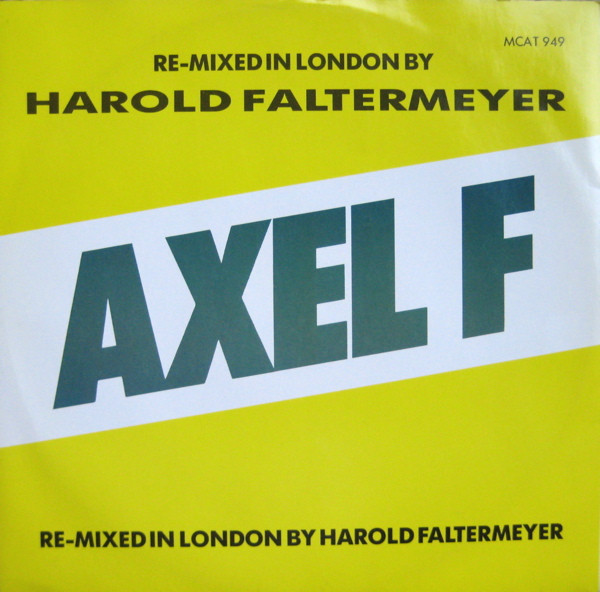 MCAT 949
RE-MIXED IN LONDON BY
HAROLD FALTERMEYER
AXEL F
RE-MIXED IN LONDON BY HAROLD FALTERMEYER